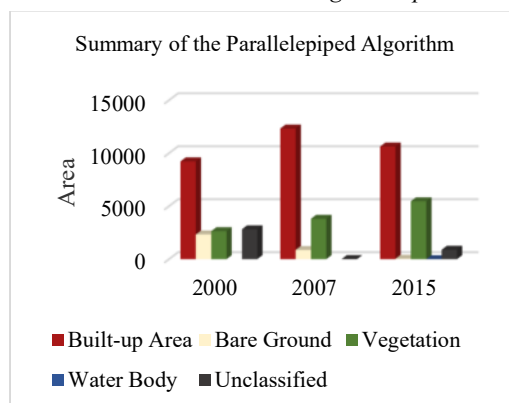 Summary of the Parallelepiped Algorithm
15000
10000
5000
0
Area
2000 2007 2015
Built-up Area Bare Ground Vegetation
Water Body Unclassified